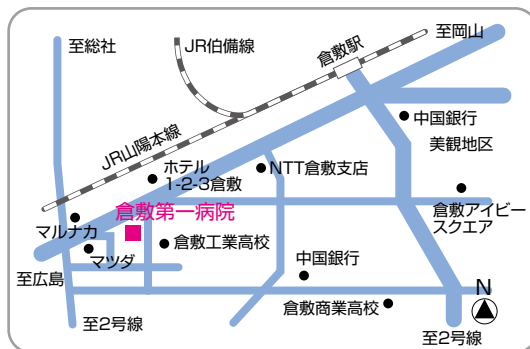 至総社
JR伯備線
倉敷駅
至岡山
中国銀行
美観地区
JR山陽本線
ホテル
1-2-3倉敷
NTT倉敷支店
倉敷第一病院
倉敷アイビー
スクエア
マルナカ
マツダ
倉敷工業高校
中国銀行
至広島
倉敷商業高校
N
至2号線
至2号線